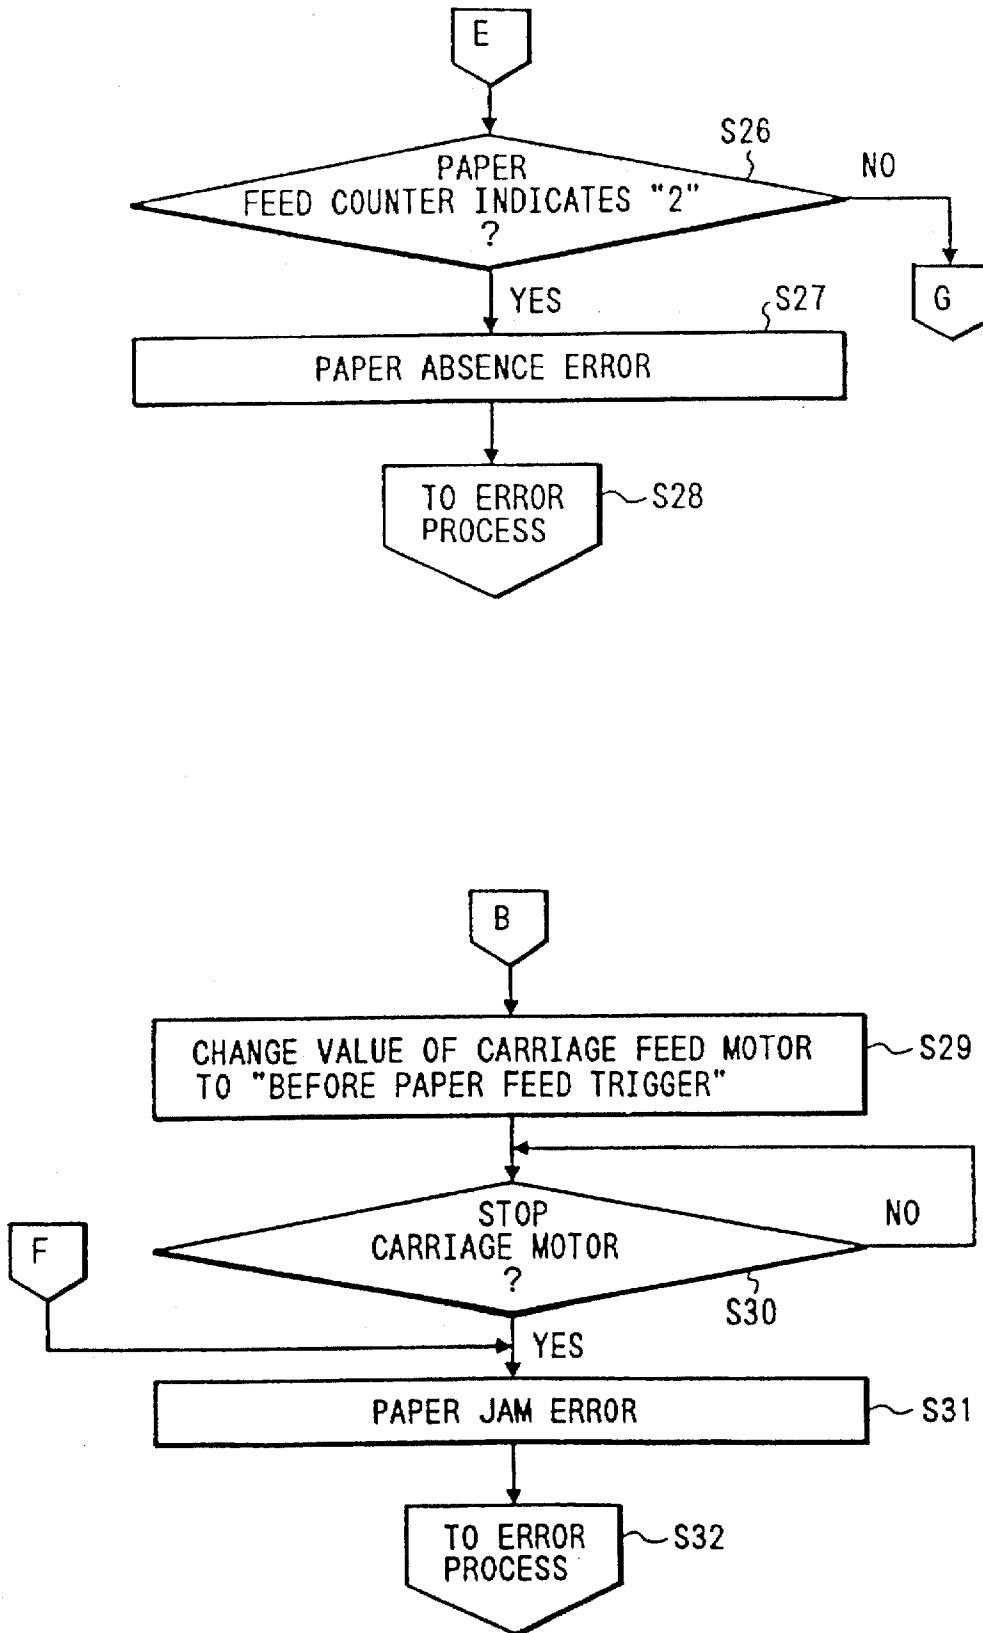 E
S26
PAPER
FEED COUNTER INDICATES "2"
?
NO
G
YES
S27
PAPER ABSENCE ERROR
TO ERROR
PROCESS
S28
B
CHANGE VALUE OF CARRIAGE FEED MOTOR
TO "BEFORE PAPER FEED TRIGGER"
S29
STOP
CARRIAGE MOTOR
?
NO
F
S30
YES
PAPER JAM ERROR
S31
TO ERROR
PROCESS
S32